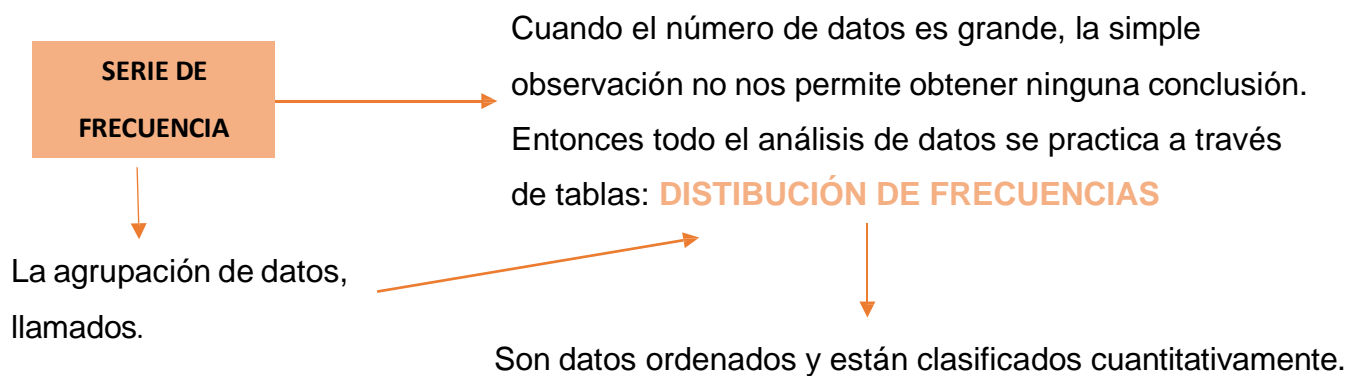 SERIE DE
FRECUENCIA
Cuando el número de datos es grande, la simple
observación no nos permite obtener ninguna conclusión.
Entonces todo el análisis de datos se practica a través
de tablas: DISTIBUCIÓN DE FRECUENCIAS
La agrupación de datos,
llamados.
Son datos ordenados y están clasificados cuantitativamente.